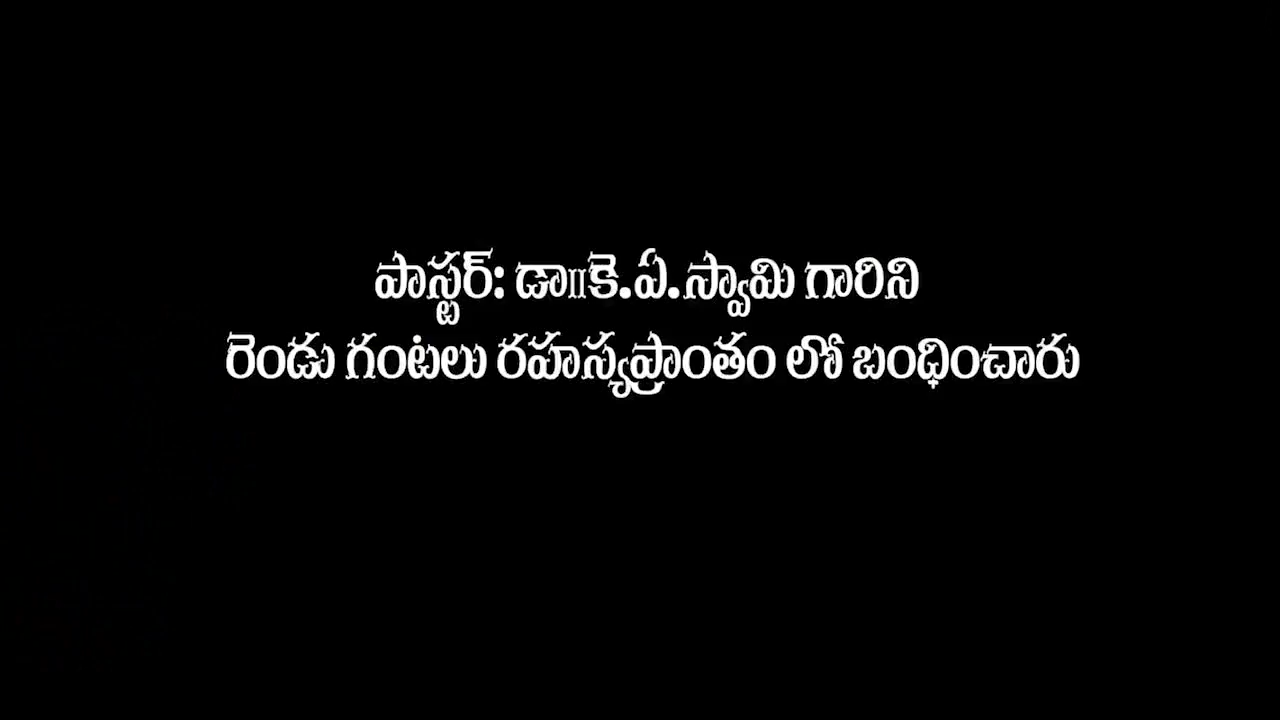 పాస్టర్: డా||కె.ఏ.స్వామి గారిని
రెండు గంటలు రహస్యప్రాంతం లో బంధించారు